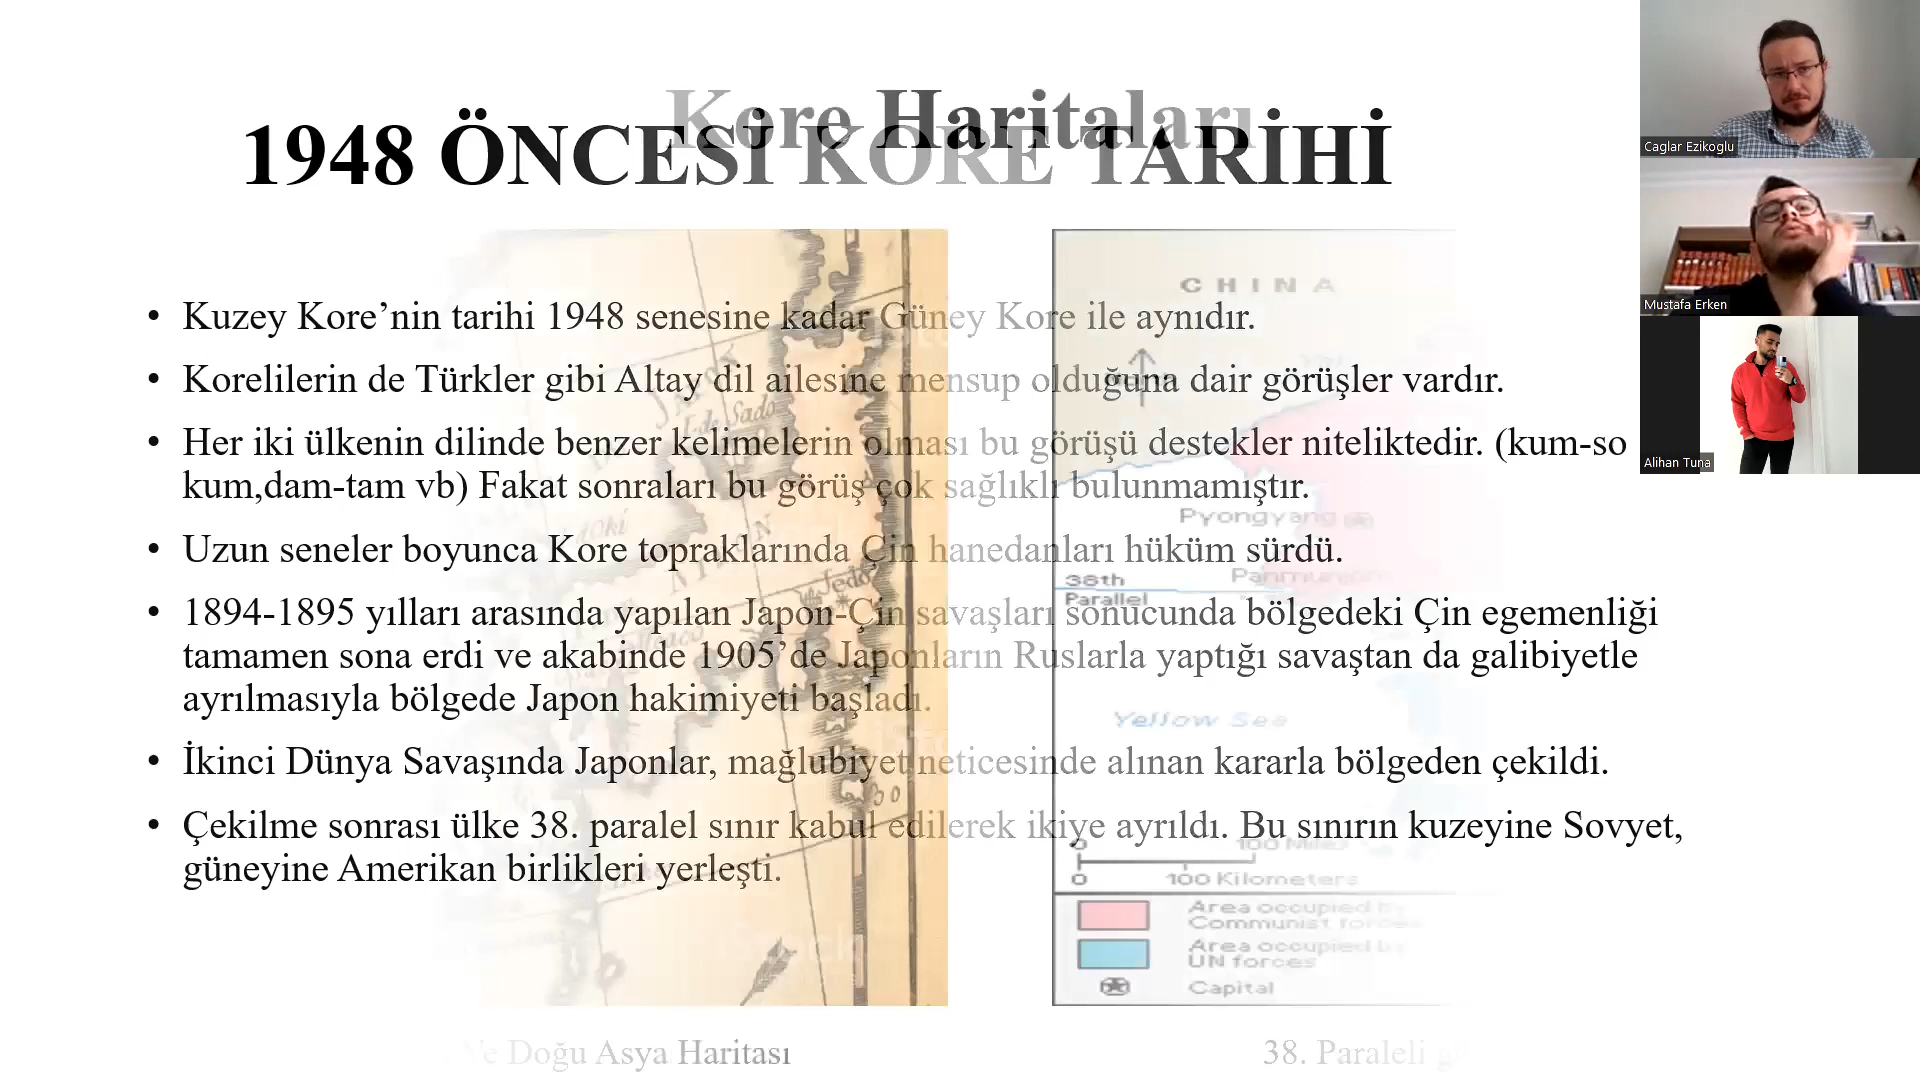 Kore Haritaları
1948 ÖNCESİ KORE TARİHİ
• Kuzey Kore’nin tarihi 1948 senesine kadar Güney Kore ile aynıdır.
• Korelilerin de Türkler gibi Altay dil ailesine mensup olduğuna dair görüşler vardır.
• Her iki ülkenin dilinde benzer kelimelerin olması bu görüşü destekler niteliktedir. (kum-so
kum,dam-tam vb) Fakat sonraları bu görüş çok sağlıklı bulunmamıştır.
• Uzun seneler boyunca Kore topraklarında Çin hanedanları hüküm sürdü.
• 1894-1895 yılları arasında yapılan Japon-Çin savaşları sonucunda bölgedeki Çin egemenliği
tamamen sona erdi ve akabinde 1905’de Japonların Ruslarla yaptığı savaştan da galibiyetle
ayrılmasıyla bölgede Japon hakimiyeti başladı.
• İkinci Dünya Savaşında Japonlar, mağlubiyet neticesinde alınan kararla bölgeden çekildi.
• Çekilme sonrası ülke 38. paralel sınır kabul edilerek ikiye ayrıldı. Bu sınırın kuzeyine Sovyet,
güneyine Amerikan birlikleri yerleşti.
I. de Sado
Jedo
CHINA
Pyongyang
Panmunjom
38th
Parallel
Yellow Sea
0 100 Miles
0 100 Kilometers
Area occupied by
Communist forces
Area occupied by
UN forces
Capital
Ve Doğu Asya Haritası
38. Paraleli
Caglar Ezikoglu
Mustafa Erken
Alihan Tuna